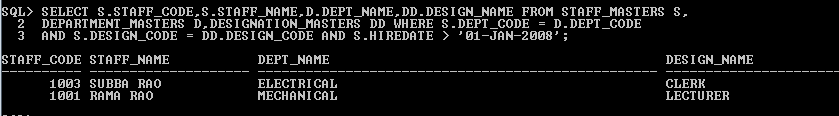 SQL> SELECT S.STAFF_CODE,S.STAFF_NAME,D.DEPT_NAME,DD.DESIGN_NAME FROM STAFF_MASTERS S,
2 DEPARTMENT_MASTERS D,DESIGNATION_MASTERS DD WHERE S.DEPT_CODE = D.DEPT_CODE
3 AND S.DESIGN_CODE = DD.DESIGN_CODE AND S.HIREDATE > '01-JAN-2008';
STAFF_CODE STAFF_NAME DEPT_NAME DESIGN_NAME
1003 SUBBA RAO ELECTRICAL CLERK
1001 RAMA RAO MECHANICAL LECTURER